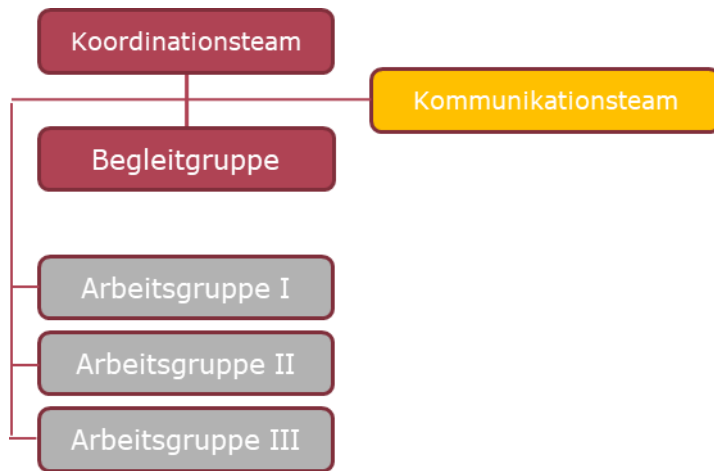 Koordinationsteam
Kommunikationsteam
Begleitgruppe
Arbeitsgruppe I
Arbeitsgruppe II
Arbeitsgruppe III